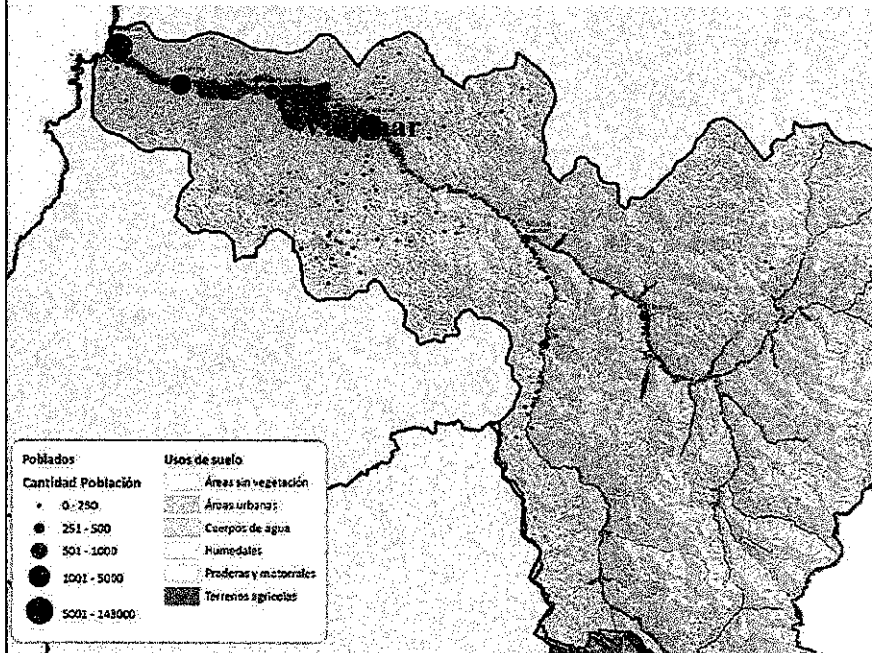 Poblados
Cantidad Población
0 - 250
251 - 500
501 - 1000
1001 - 5000
5001 - 143000
Usos de suelo
Áreas sin vegetación
Áreas urbanas
Cuerpos de agua
Humedales
Praderas y matorrales
Terrenos agrícolas